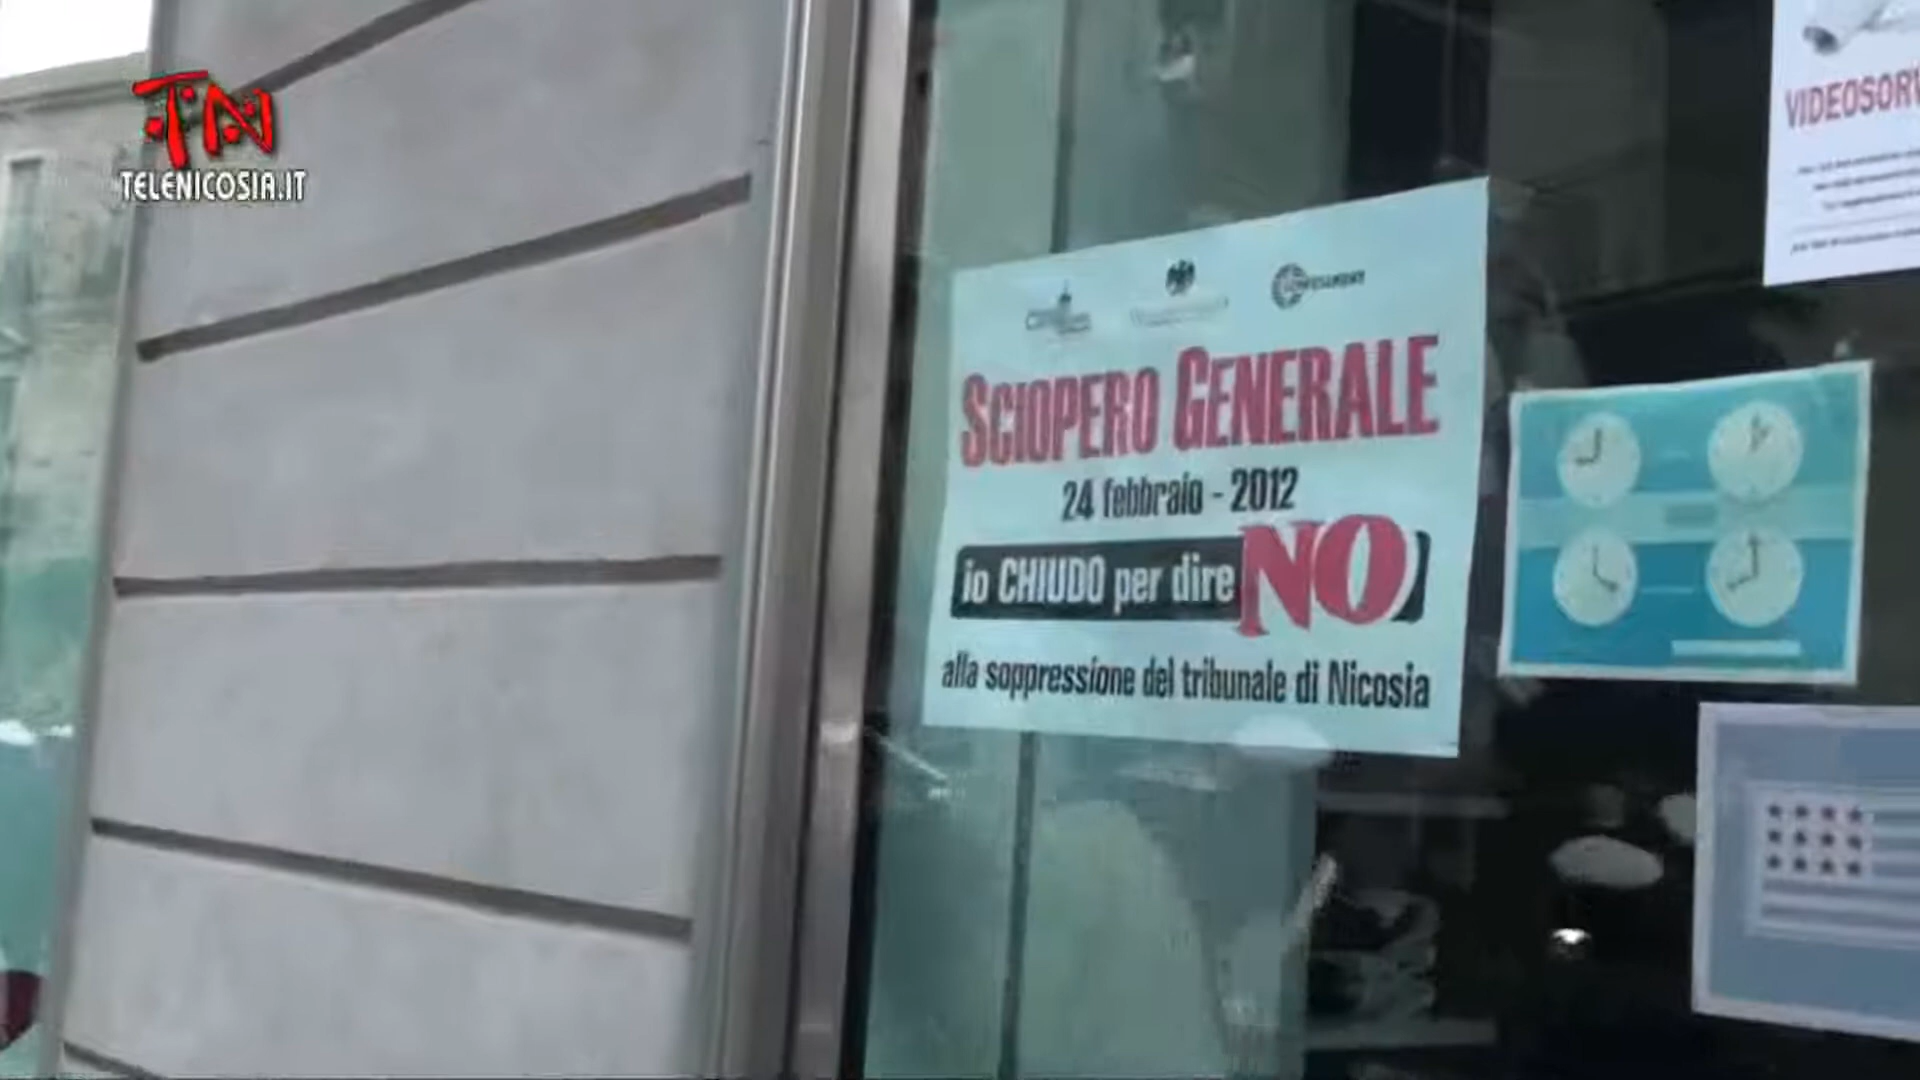 TN
TELENICOSIA.IT
VIDEOSORV
SCIOPERO GENERALE
24 febbraio - 2012
io CHIUDO per dire NO
alla soppressione del tribunale di Nicosia